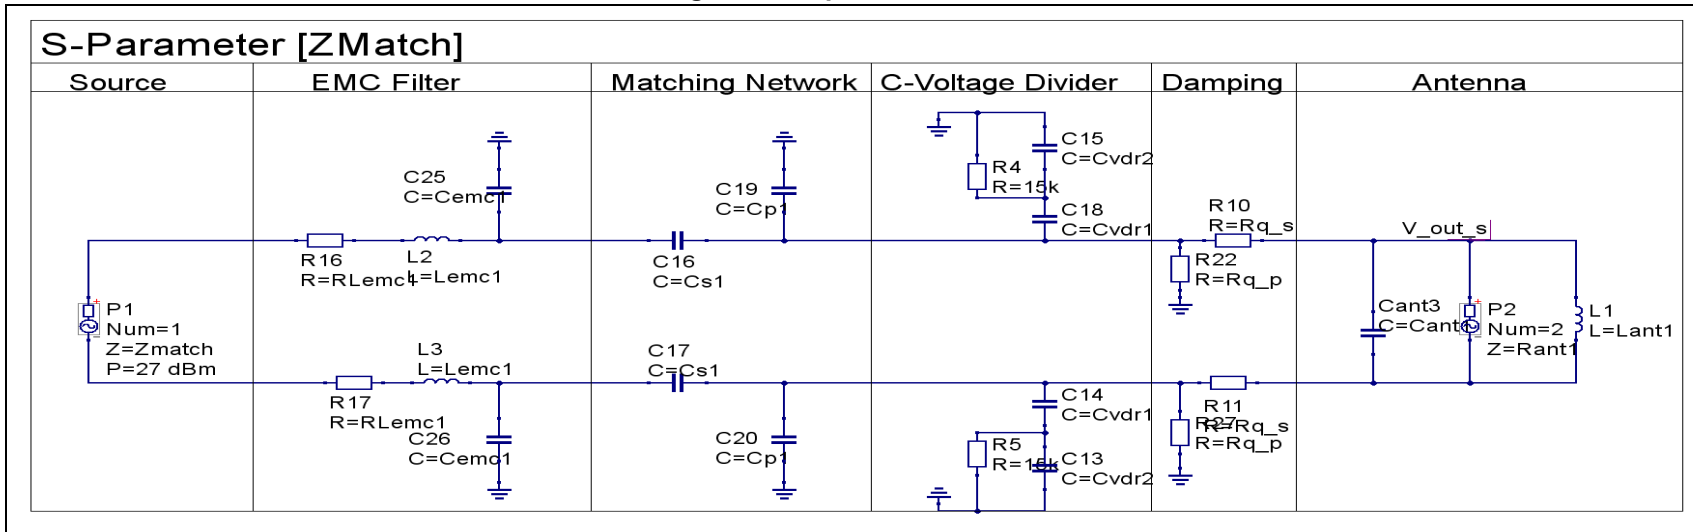 S-Parameter [ZMatch]
Source
EMC Filter
Matching Network
C-Voltage Divider
Damping
Antenna
P1
Num=1
Z=Zmatch
P=27 dBm
R16
R=RLemc1
L2
L=Lemc1
C25
C=Cemc1
R17
R=RLemc1
L3
L=Lemc1
C26
C=Cemc1
C16
C=Cs1
C19
C=Cp1
C17
C=Cs1
C20
C=Cp1
C15
C=Cvdr2
R4
R=15k
C18
C=Cvdr1
C14
C=Cvdr1
R5
R=15k
C13
C=Cvdr2
R10
R=Rq_s
R22
R=Rq_p
R11
R=Rq_s
R27
R=Rq_p
V_out_s
Cant3
C=Cant1
P2
Num=2
Z=Rant1
L1
L=Lant1